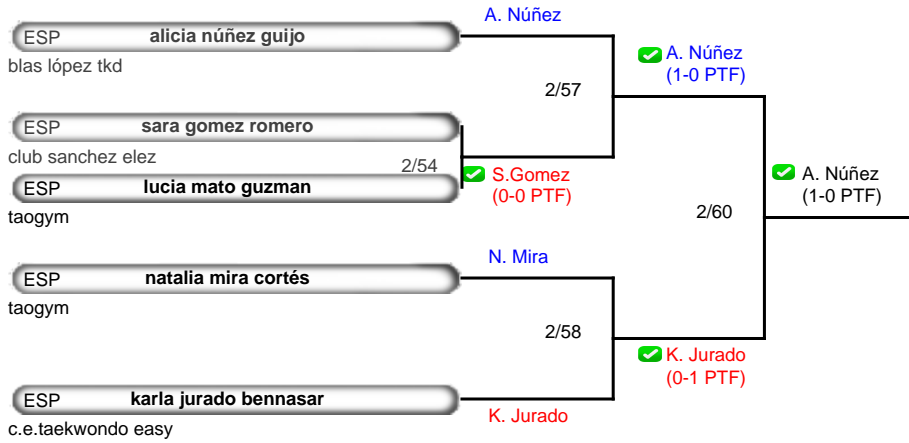 A. Núñez
ESP alicia núñez guijo
blas lópez tkd
A. Núñez
(1-0 PTF)
2/57
ESP sara gomez romero
club sanchez elez
2/54
S.Gomez
(0-0 PTF)
ESP lucia mato guzman
taogym
A. Núñez
(1-0 PTF)
2/60
N. Mira
ESP natalia mira cortés
taogym
2/58
K. Jurado
(0-1 PTF)
ESP karla jurado bennasar
K. Jurado
c.e.taekwondo easy